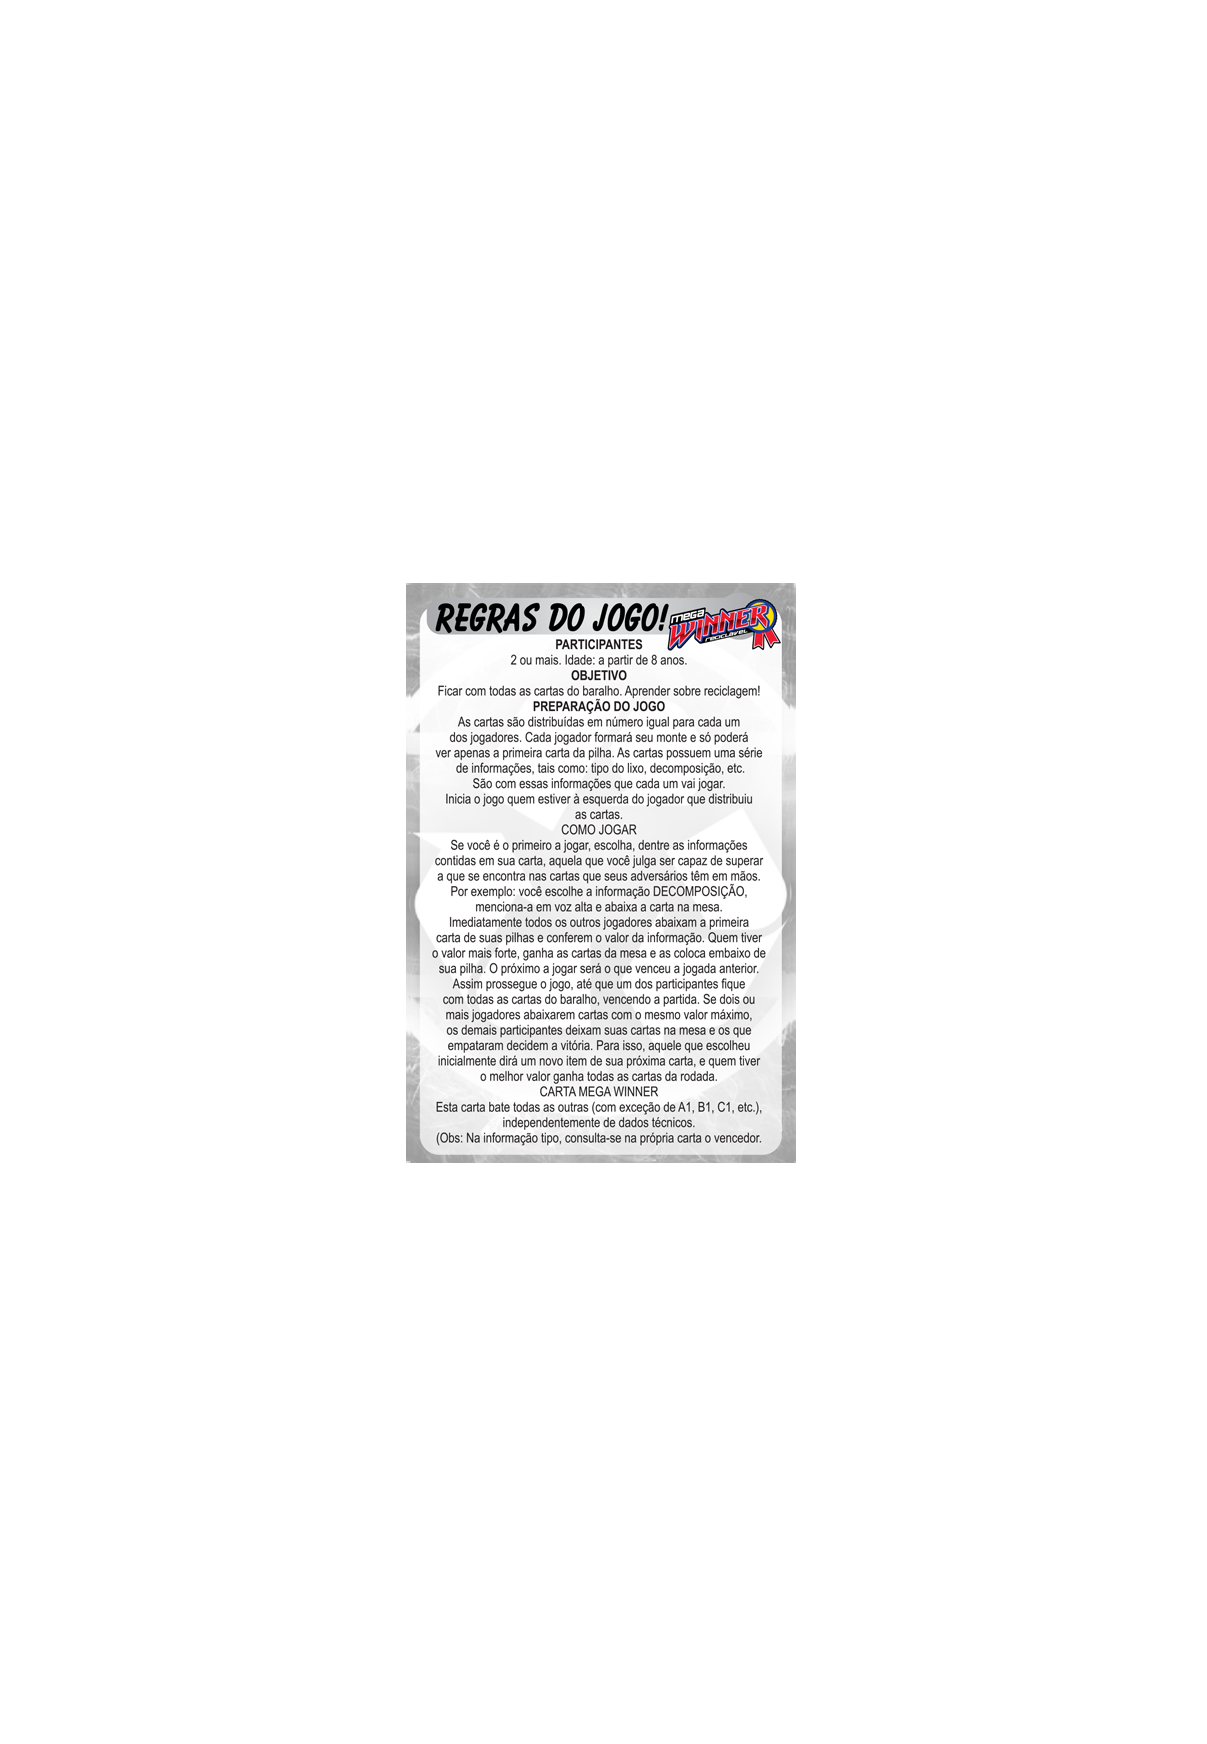 REGRAS DO JOGO!
mega
WINNER
reciclável
PARTICIPANTES
2 ou mais. Idade: a partir de 8 anos.
OBJETIVO
Ficar com todas as cartas do baralho. Aprender sobre reciclagem!
PREPARAÇÃO DO JOGO
As cartas são distribuídas em número igual para cada um
dos jogadores. Cada jogador formará seu monte e só poderá
ver apenas a primeira carta da pilha. As cartas possuem uma série
de informações, tais como: tipo do lixo, decomposição, etc.
São com essas informações que cada um vai jogar.
Inicia o jogo quem estiver à esquerda do jogador que distribuiu
as cartas.
COMO JOGAR
Se você é o primeiro a jogar, escolha, dentre as informações
contidas em sua carta, aquela que você julga ser capaz de superar
a que se encontra nas cartas que seus adversários têm em mãos.
Por exemplo: você escolhe a informação DECOMPOSIÇÃO,
menciona-a em voz alta e abaixa a carta na mesa.
Imediatamente todos os outros jogadores abaixam a primeira
carta de suas pilhas e conferem o valor da informação. Quem tiver
o valor mais forte, ganha as cartas da mesa e as coloca embaixo de
sua pilha. O próximo a jogar será o que venceu a jogada anterior.
Assim prossegue o jogo, até que um dos participantes fique
com todas as cartas do baralho, vencendo a partida. Se dois ou
mais jogadores abaixarem cartas com o mesmo valor máximo,
os demais participantes deixam suas cartas na mesa e os que
empataram decidem a vitória. Para isso, aquele que escolheu
inicialmente dirá um novo item de sua próxima carta, e quem tiver
o melhor valor ganha todas as cartas da rodada.
CARTA MEGA WINNER
Esta carta bate todas as outras (com exceção de A1, B1, C1, etc.),
independentemente de dados técnicos.
(Obs: Na informação tipo, consulta-se na própria carta o vencedor.